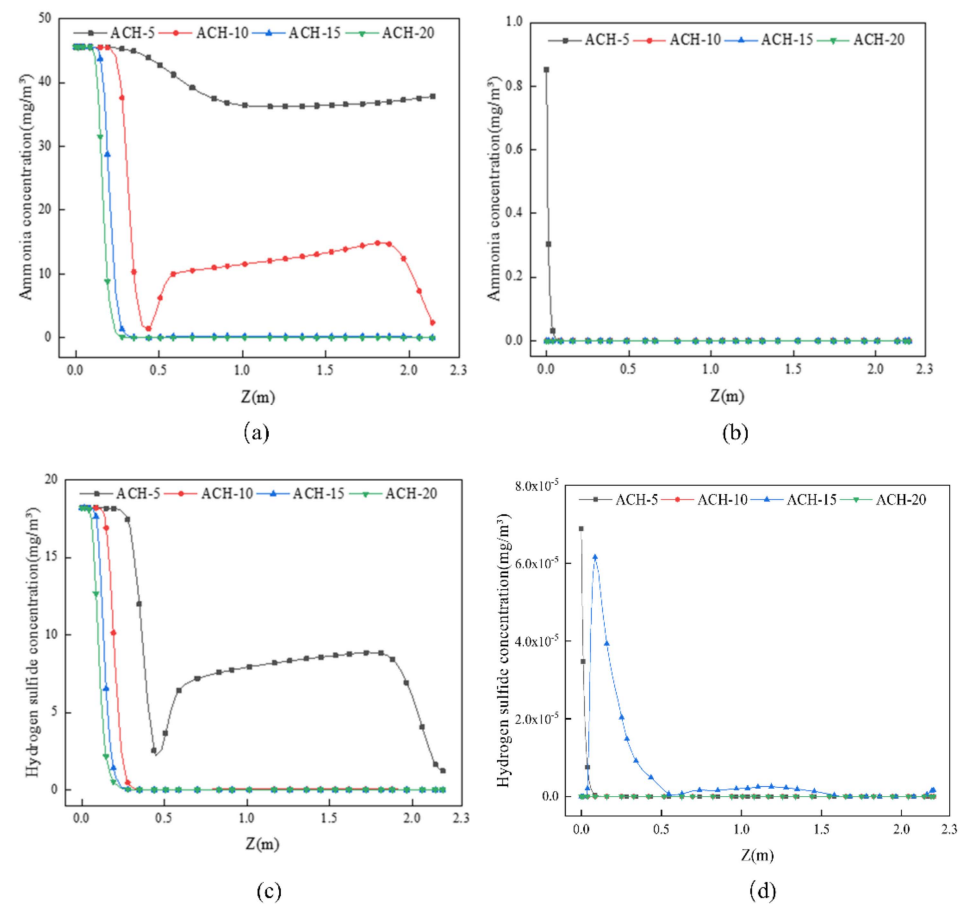 ACH-5 ACH-10 ACH-15 ACH-20
Ammonia concentration(mg/m³)
50
40
30
20
10
0
0.0 0.5 1.0 1.5 2.0 2.3
Z(m)
(a)
ACH-5 ACH-10 ACH-15 ACH-20
Ammonia concentration(mg/m³)
1.0
0.8
0.6
0.4
0.2
0.0
0.0 0.5 1.0 1.5 2.0 2.3
Z(m)
(b)
ACH-5 ACH-10 ACH-15 ACH-20
Hydrogen sulfide concentration(mg/m³)
20
15
10
5
0
0.0 0.5 1.0 1.5 2.0 2.3
Z(m)
(c)
ACH-5 ACH-10 ACH-15 ACH-20
Hydrogen sulfide concentration(mg/m³)
8.0x10⁻⁵
6.0x10⁻⁵
4.0x10⁻⁵
2.0x10⁻⁵
0.0
0.0 0.5 1.0 1.5 2.0 2.3
Z(m)
(d)